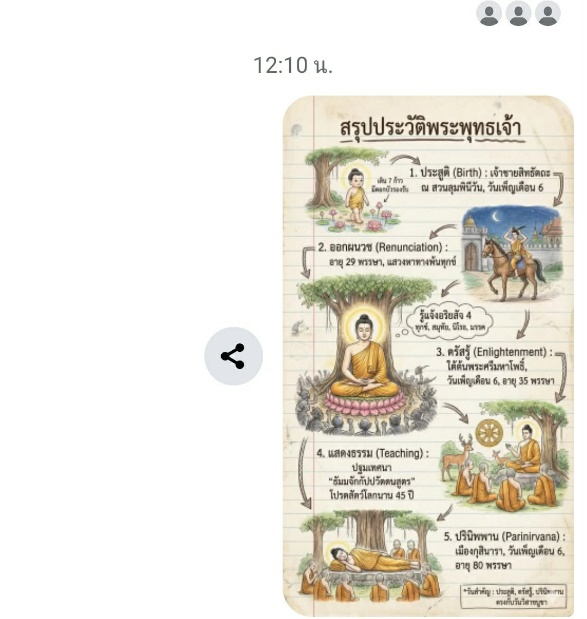 12:10 น.
สรุปประวัติพระพุทธเจ้า
เดิน 7 ก้าว
มีดอกบัวรองรับ
1. ประสูติ (Birth) : เจ้าชายสิทธัตถะ
ณ สวนลุมพินีวัน, วันเพ็ญเดือน 6
2. ออกผนวช (Renunciation) :
อายุ 29 พรรษา, แสวงหาทางพ้นทุกข์
รู้แจ้งอริยสัจ 4
ทุกข์, สมุทัย, นิโรธ, มรรค
3. ตรัสรู้ (Enlightenment) :
ใต้ต้นพระศรีมหาโพธิ์,
วันเพ็ญเดือน 6, อายุ 35 พรรษา
4. แสดงธรรม (Teaching) :
ปฐมเทศนา
"ธัมมจักกัปปวัตตนสูตร"
โปรดสัตว์โลกนาน 45 ปี
5. ปรินิพพาน (Parinirvana) :
เมืองกุสินารา, วันเพ็ญเดือน 6,
อายุ 80 พรรษา
*วันสำคัญ : ประสูติ, ตรัสรู้, ปรินิพพาน
ตรงกับวันวิสาขบูชา